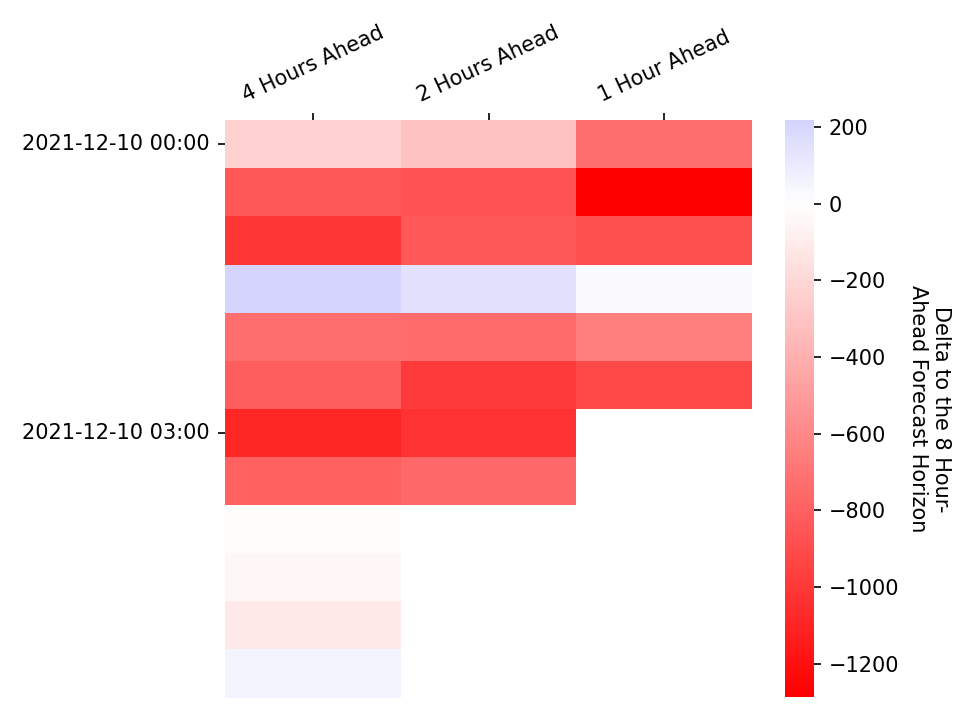 4 Hours Ahead
2 Hours Ahead
1 Hour Ahead
2021-12-10 00:00
2021-12-10 03:00
200
0
−200
−400
−600
−800
−1000
−1200
Delta to the 8 Hour-
Ahead Forecast Horizon